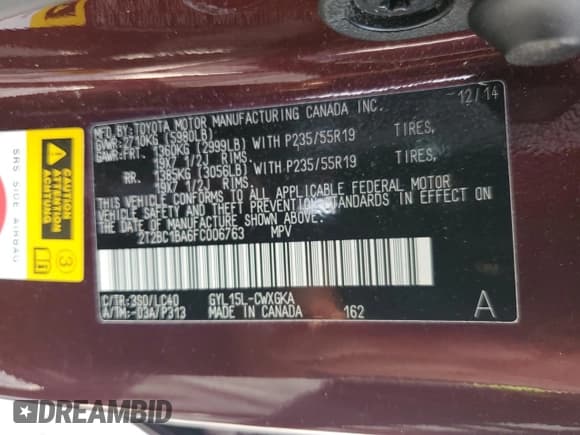 MFD.BY:TOYOTA MOTOR MANUFACTURING CANADA INC. 12/14
GVWR:2710KG (5980LB)
GAWR:FRT. 1360KG (2999LB) WITH P235/55R19 TIRES,
19X7 1/2J RIMS.
RR. 1385KG (3056LB) WITH P235/55R19 TIRES,
19X7 1/2J RIMS.
THIS VEHICLE CONFORMS TO ALL APPLICABLE FEDERAL MOTOR
VEHICLE SAFETY AND THEFT PREVENTION STANDARDS IN EFFECT ON
THE DATE OF MANUFACTURE SHOWN ABOVE.
2T2BC1BA6FC006763 MPV
C/TR:3S0/LC40 GYL15L-CWXGKA
A/TM:-03A/P313 MADE IN CANADA 162 A
SRS SIDE AIRBAG
CAUTION
ATTENTION
ACHTUNG
3
DREAMBID